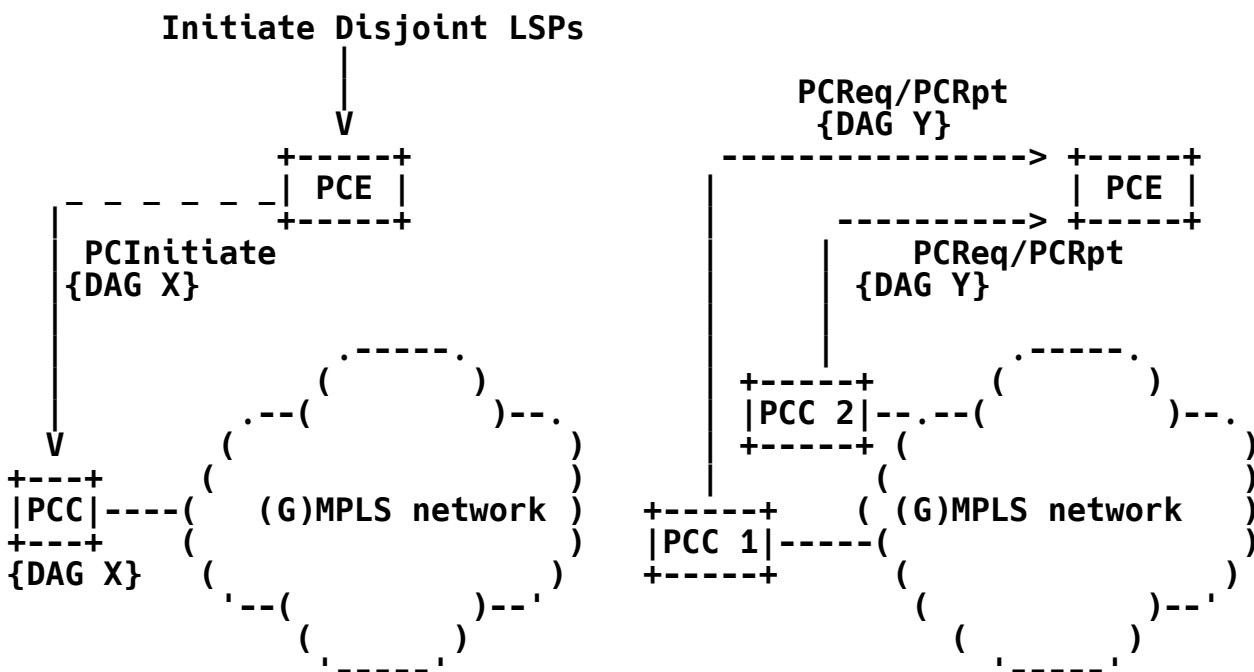 Initiate Disjoint LSPs
PCReq/PCRpt
{DAG Y}
PCE
PCE
PCInitiate
{DAG X}
PCReq/PCRpt
{DAG Y}
PCC 2
PCC
(G)MPLS network
(G)MPLS network
PCC 1
{DAG X}